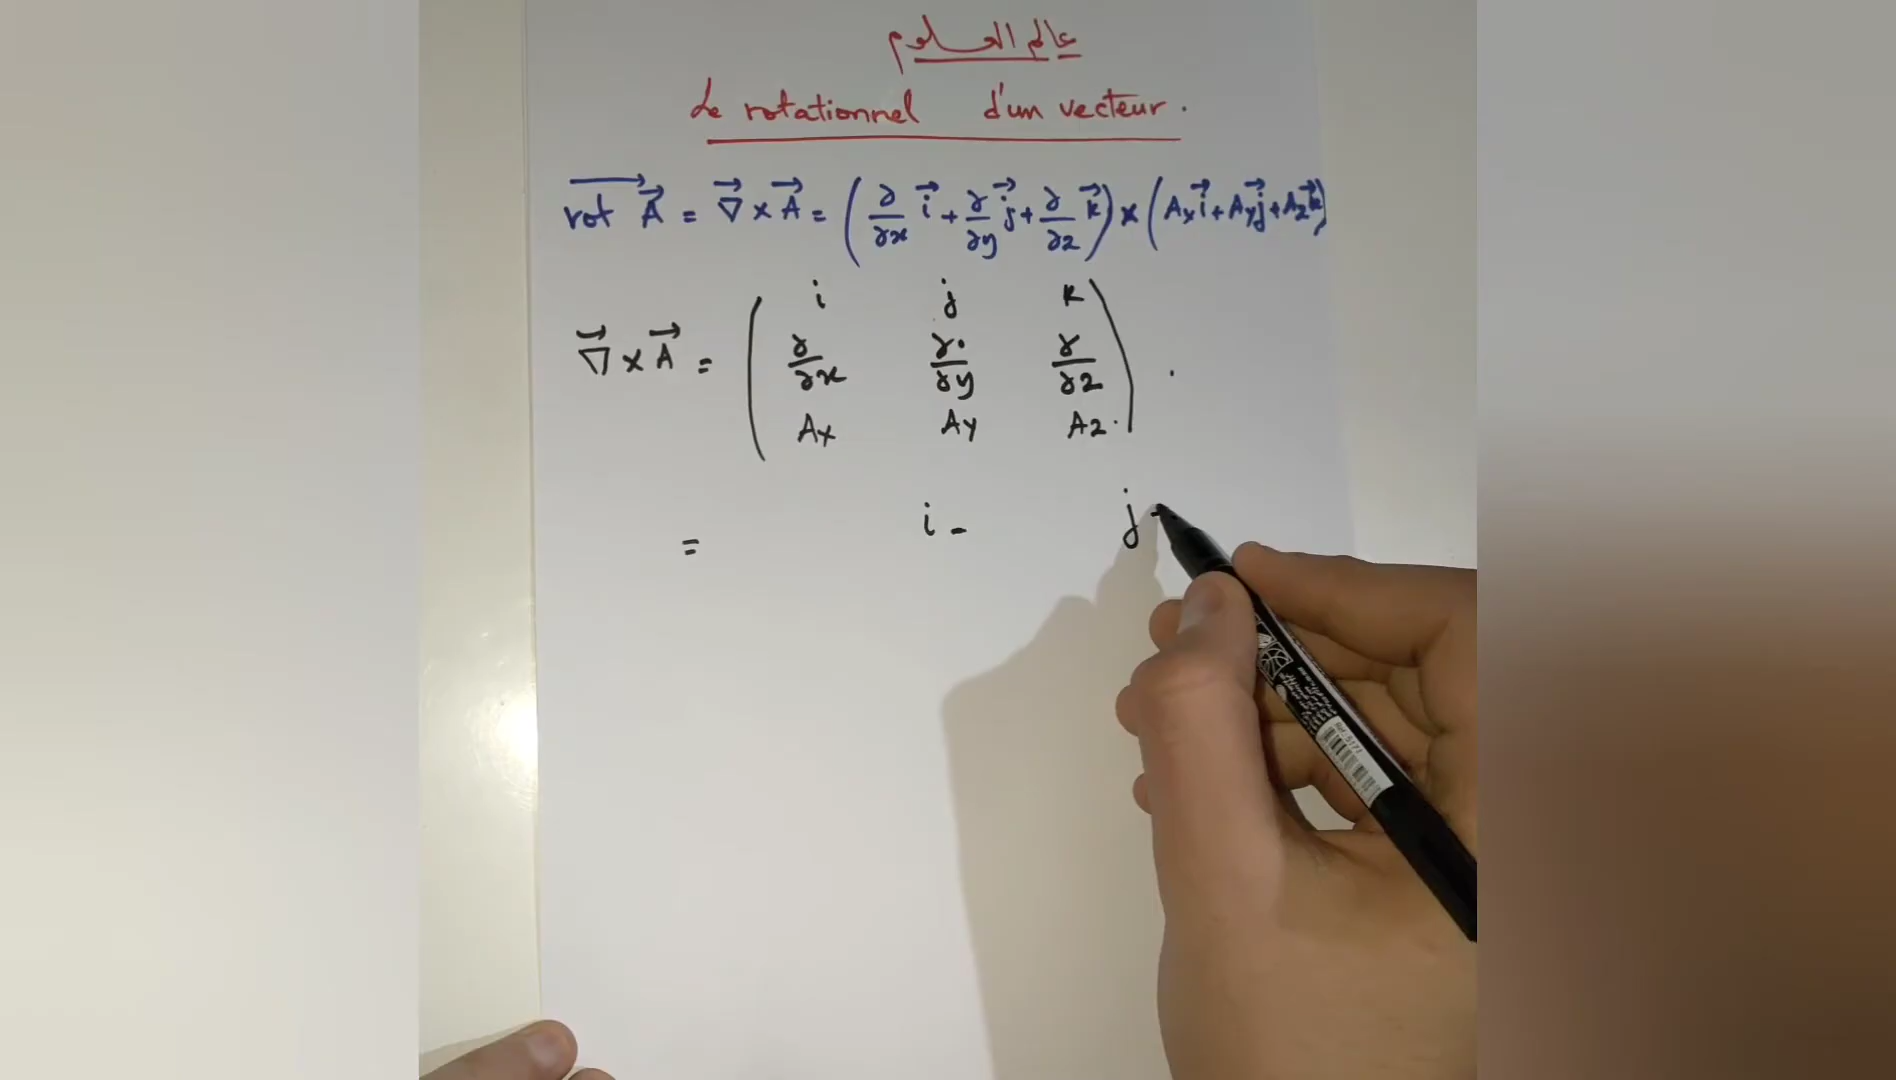 عالم العلوم
Le rotationnel d'un vecteur.
rot A = ∇ × A = (∂/∂x i + ∂/∂y j + ∂/∂z k) × (Ax i + Ay j + Az k)
i j k
∇ × A = ( ∂/∂x ∂/∂y ∂/∂z ) .
Ax Ay Az
= i - j -